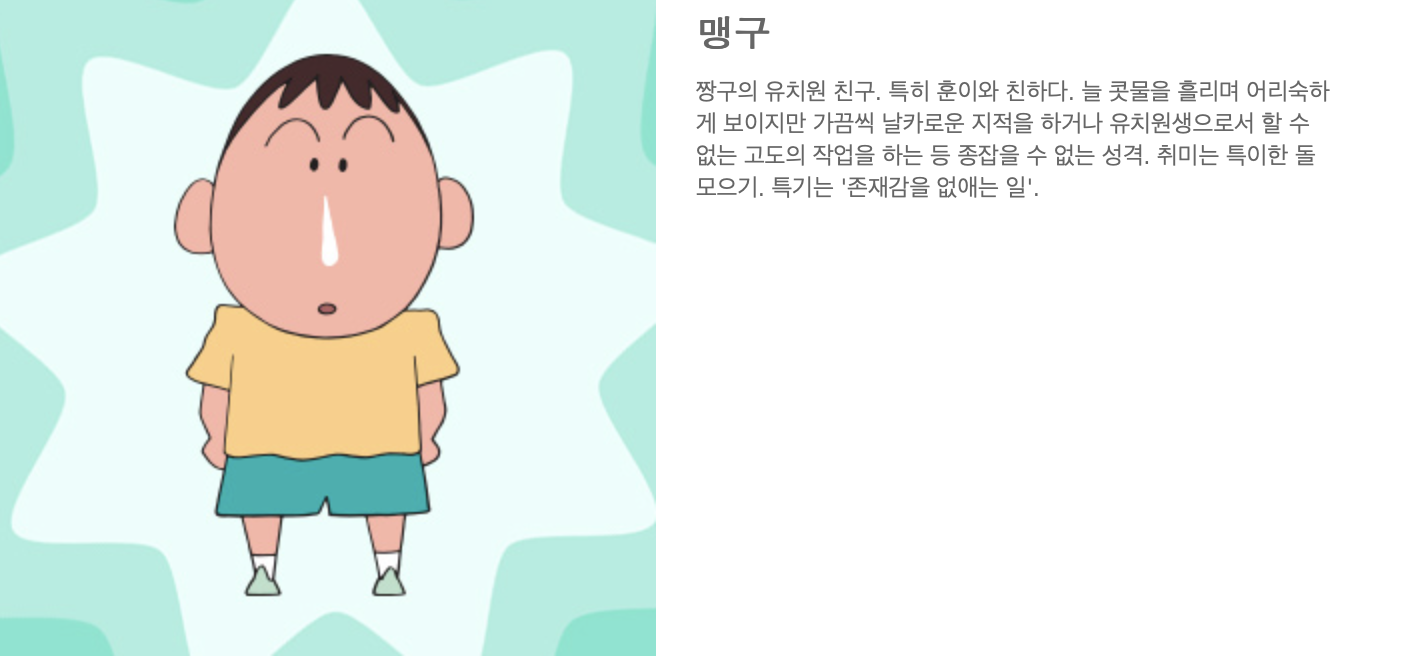 맹구
짱구의 유치원 친구. 특히 훈이와 친하다. 늘 콧물을 흘리며 어리숙하
게 보이지만 가끔씩 날카로운 지적을 하거나 유치원생으로서 할 수
없는 고도의 작업을 하는 등 종잡을 수 없는 성격. 취미는 특이한 돌
모으기. 특기는 '존재감을 없애는 일'.